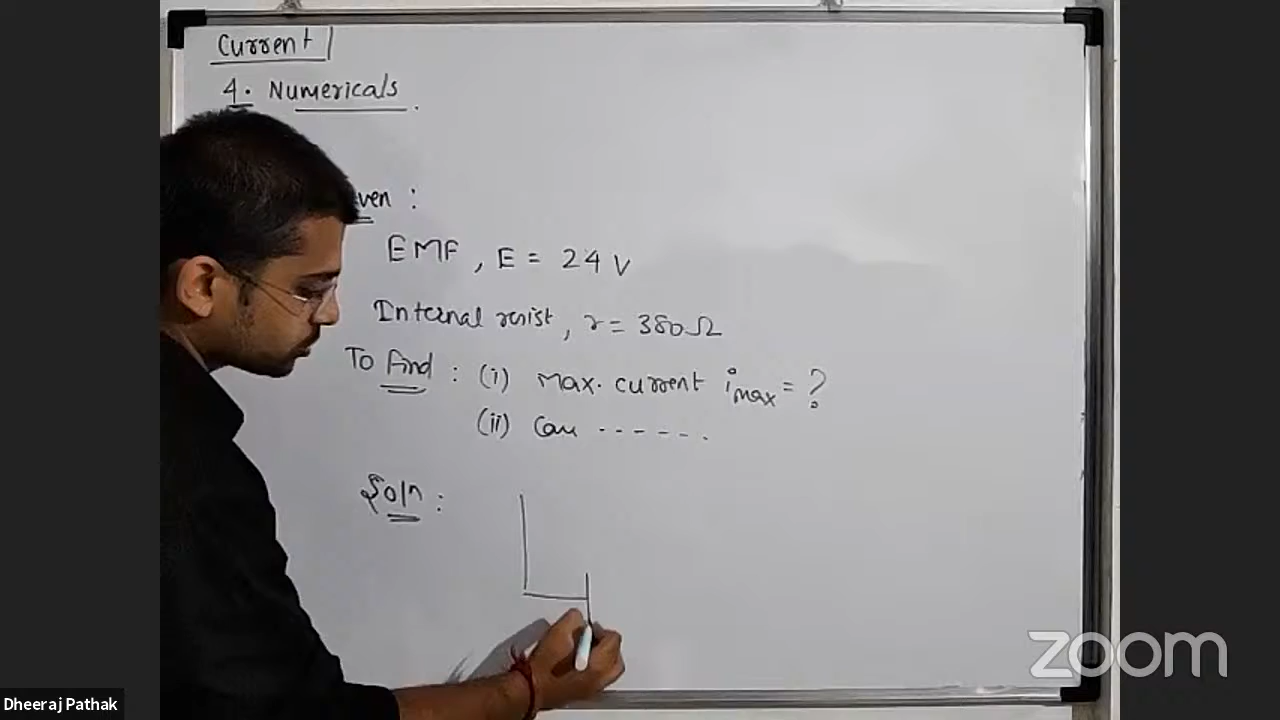 Current
4. Numericals.
ven :
EMF, E = 24 V
Internal resist, r = 380 Ω
To find : (i) max. current i max = ?
(ii) Can ------.
Soln :
zoom
Dheeraj Pathak